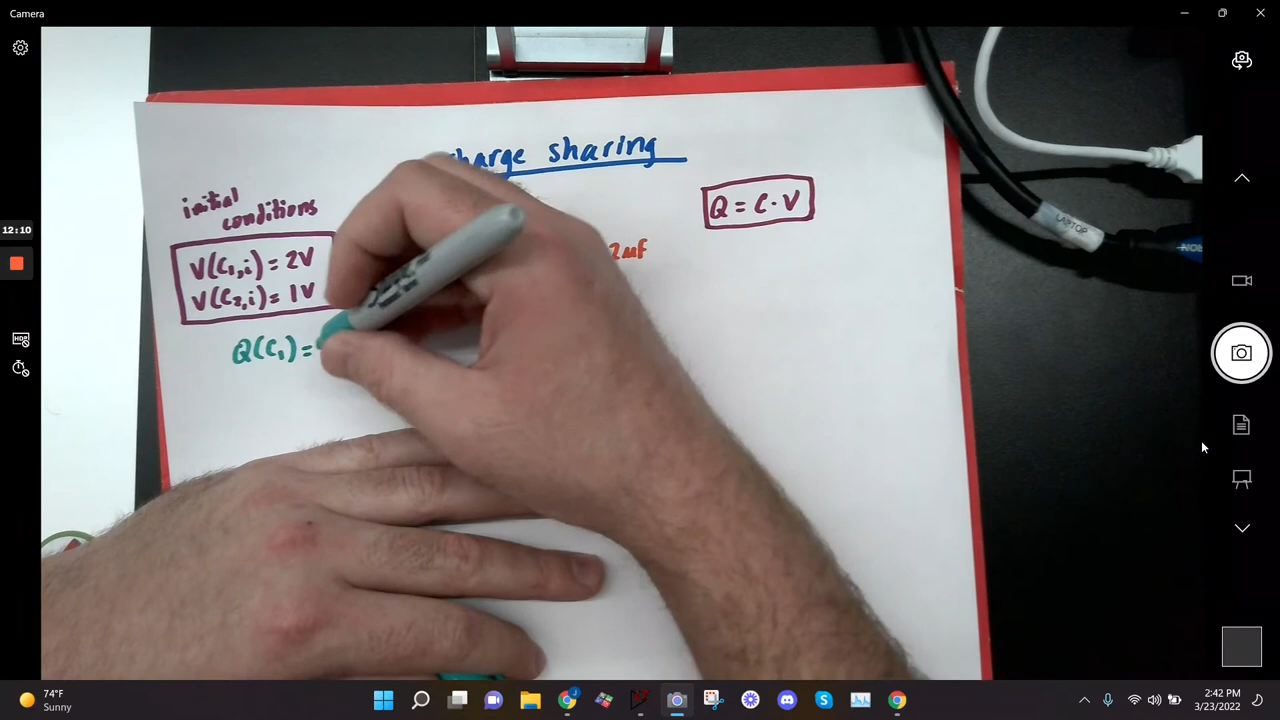 Camera
12:10
charge sharing
initial
conditions
Q = C · V
V(C₁,i) = 2V
V(C₂,i) = 1V
2uf
Q(C₁) =
LAPTOP
74°F
Sunny
2:42 PM
3/23/2022